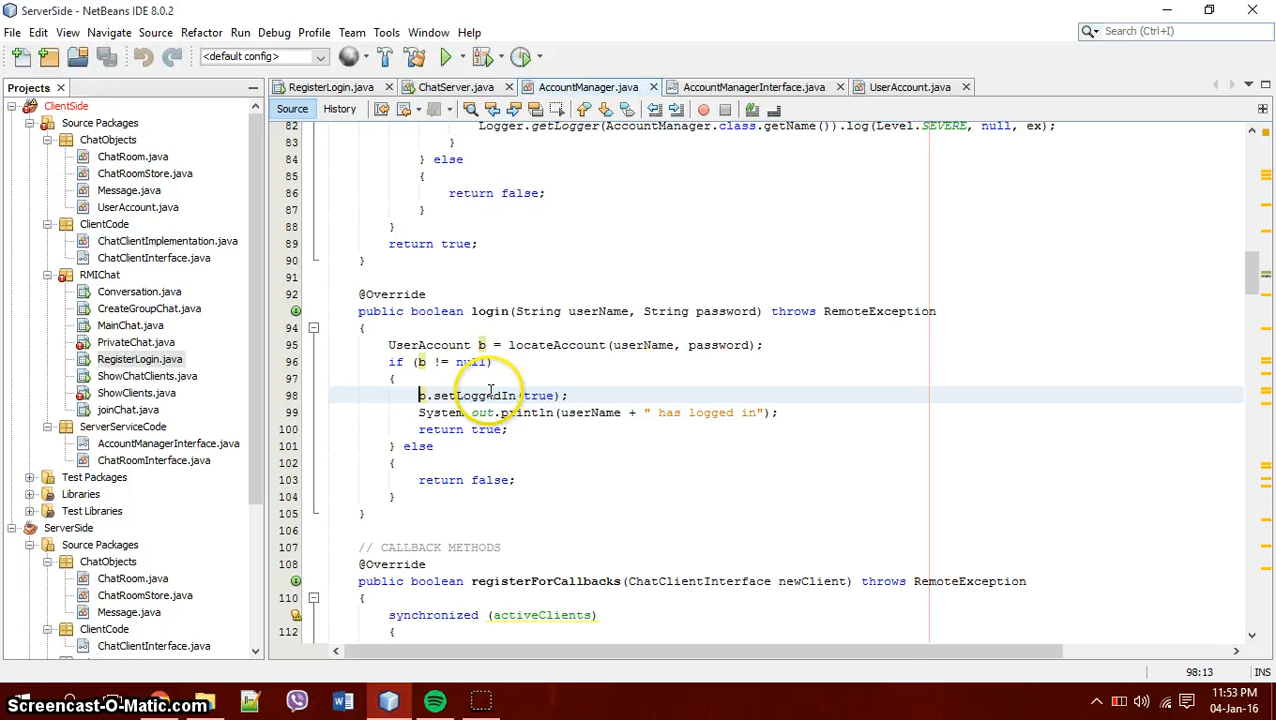 ServerSide - NetBeans IDE 8.0.2
File Edit View Navigate Source Refactor Run Debug Profile Team Tools Window Help
Search (Ctrl+I)
<default config>
Projects
RegisterLogin.java ChatServer.java AccountManager.java AccountManagerInterface.java UserAccount.java
Source History
ClientSide
Source Packages
ChatObjects
ChatRoom.java
ChatRoomStore.java
Message.java
UserAccount.java
ClientCode
ChatClientImplementation.java
ChatClientInterface.java
RMIChat
Conversation.java
CreateGroupChat.java
MainChat.java
PrivateChat.java
RegisterLogin.java
ShowChatClients.java
ShowClients.java
joinChat.java
ServerServiceCode
AccountManagerInterface.java
ChatRoomInterface.java
Test Packages
Libraries
Test Libraries
ServerSide
Source Packages
ChatObjects
ChatRoom.java
ChatRoomStore.java
Message.java
ClientCode
ChatClientInterface.java
82 Logger.getLogger(AccountManager.class.getName()).log(Level.SEVERE, null, ex);
83 }
84 } else
85 {
86 return false;
87 }
88 }
89 return true;
90 }
91
92 @Override
public boolean login(String userName, String password) throws RemoteException
94 {
95 UserAccount b = locateAccount(userName, password);
96 if (b != null)
97 {
98 b.setLoggedIn(true);
99 System.out.println(userName + " has logged in");
100 return true;
101 } else
102 {
103 return false;
104 }
105 }
106
107 // CALLBACK METHODS
108 @Override
public boolean registerForCallbacks(ChatClientInterface newClient) throws RemoteException
110 {
synchronized (activeClients)
112 {
98:13 INS
Screencast-O-Matic.com
11:53 PM
04-Jan-16